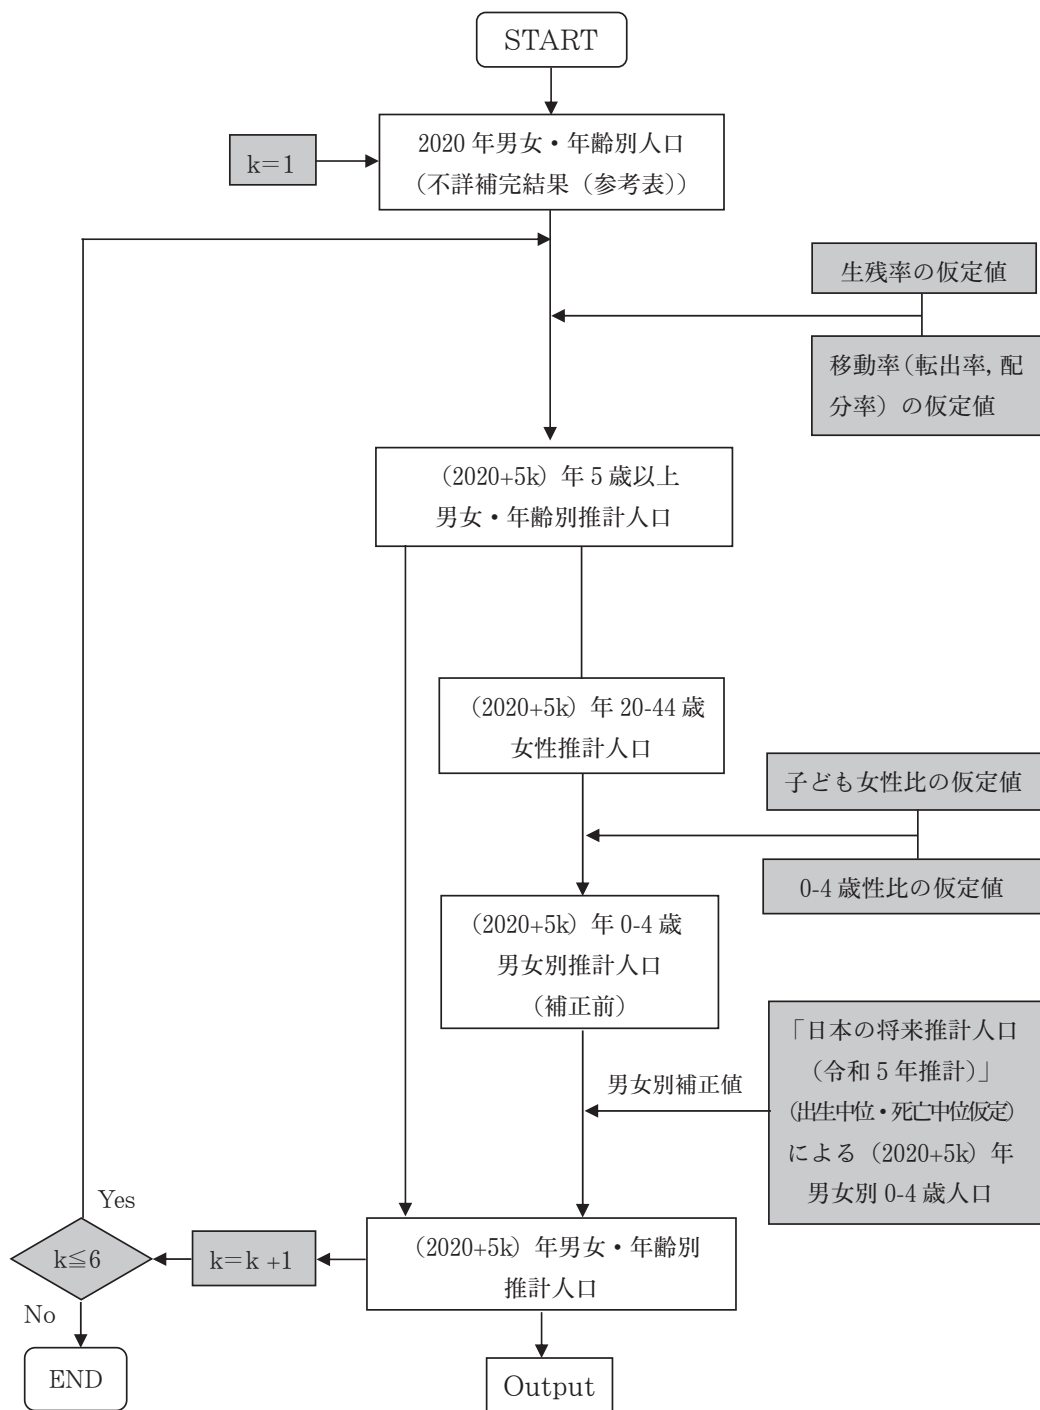 START
k=1
2020 年男女・年齢別人口
（不詳補完結果（参考表））
生残率の仮定値
移動率（転出率, 配
分率）の仮定値
（2020+5k）年 5 歳以上
男女・年齢別推計人口
（2020+5k）年 20-44 歳
女性推計人口
子ども女性比の仮定値
0-4 歳性比の仮定値
（2020+5k）年 0-4 歳
男女別推計人口
（補正前）
男女別補正値
「日本の将来推計人口
（令和 5 年推計）」
（出生中位・死亡中位仮定）
による（2020+5k）年
男女別 0-4 歳人口
Yes
k≦6
No
k=k +1
（2020+5k）年男女・年齢別
推計人口
END
Output